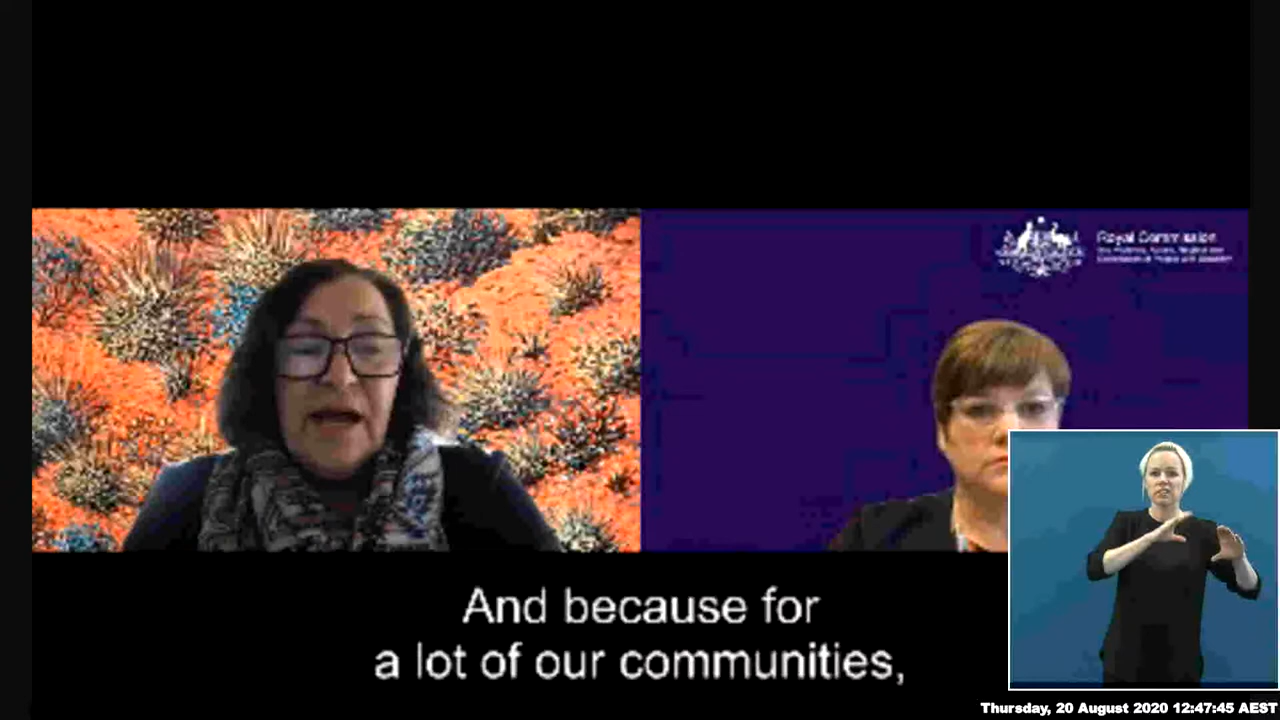 Royal Commission
And because for
a lot of our communities,
Thursday, 20 August 2020 12:47:45 AEST